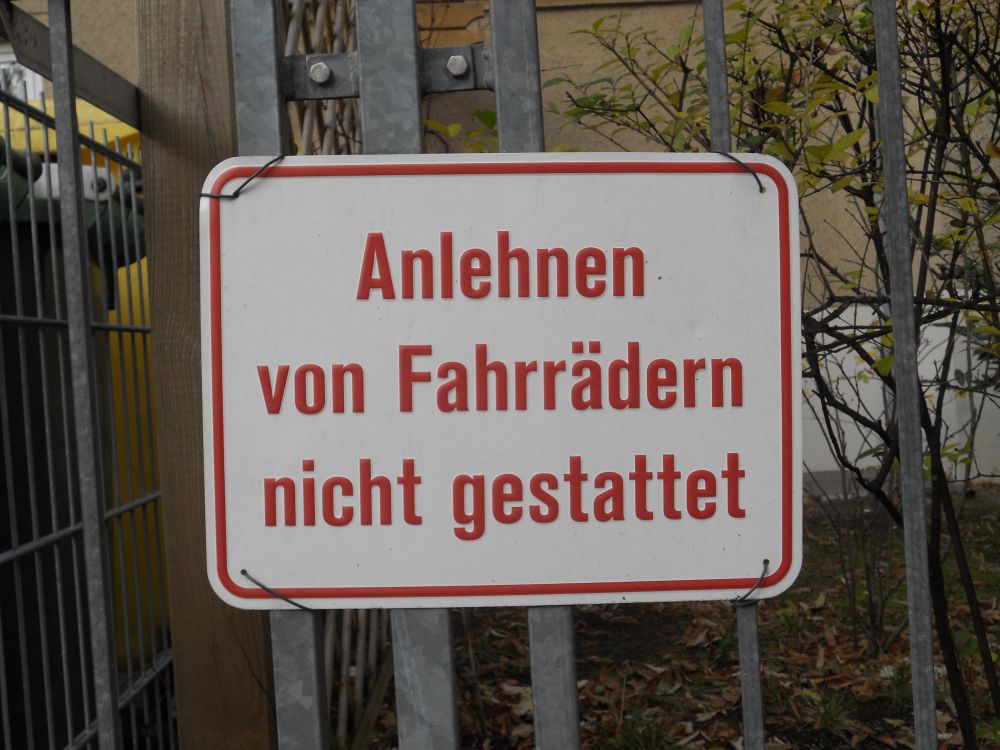 Anlehnen
von Fahrrädern
nicht gestattet